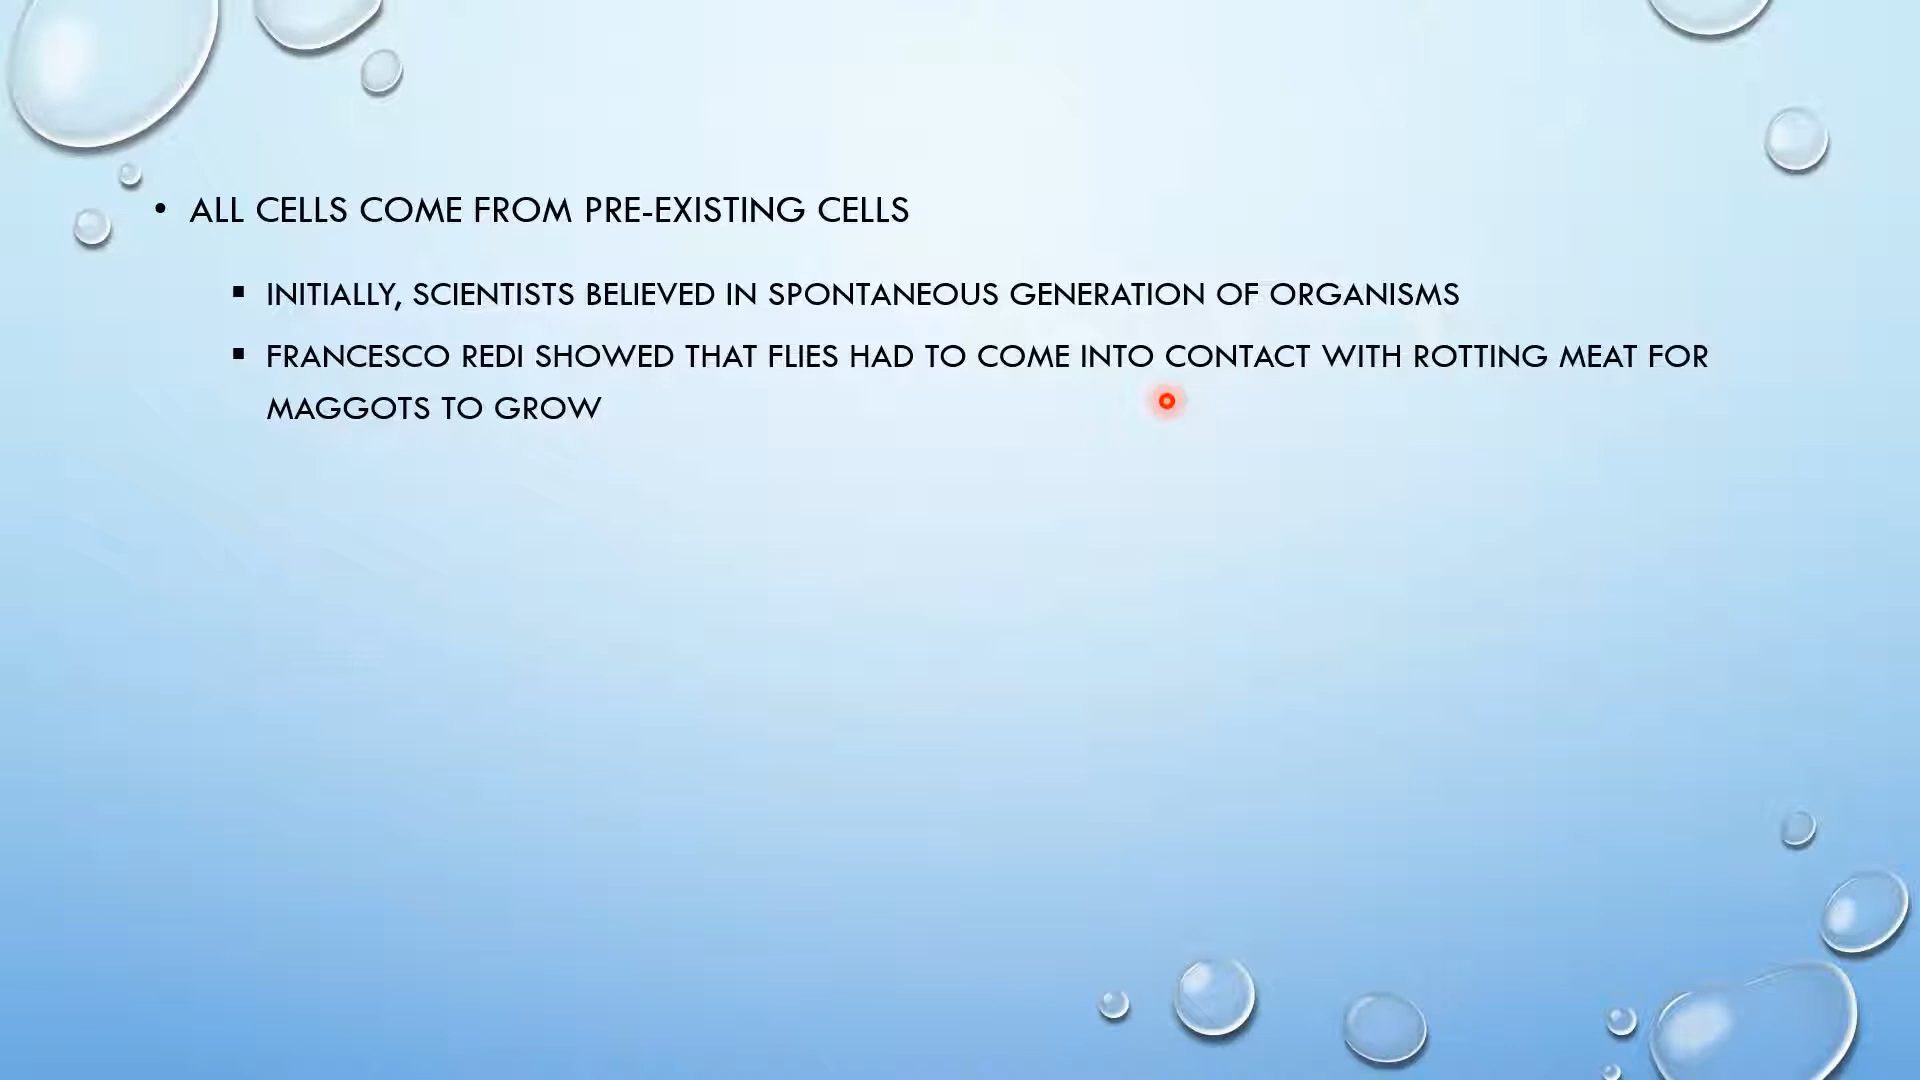 • ALL CELLS COME FROM PRE-EXISTING CELLS
▪ INITIALLY, SCIENTISTS BELIEVED IN SPONTANEOUS GENERATION OF ORGANISMS
▪ FRANCESCO REDI SHOWED THAT FLIES HAD TO COME INTO CONTACT WITH ROTTING MEAT FOR
MAGGOTS TO GROW